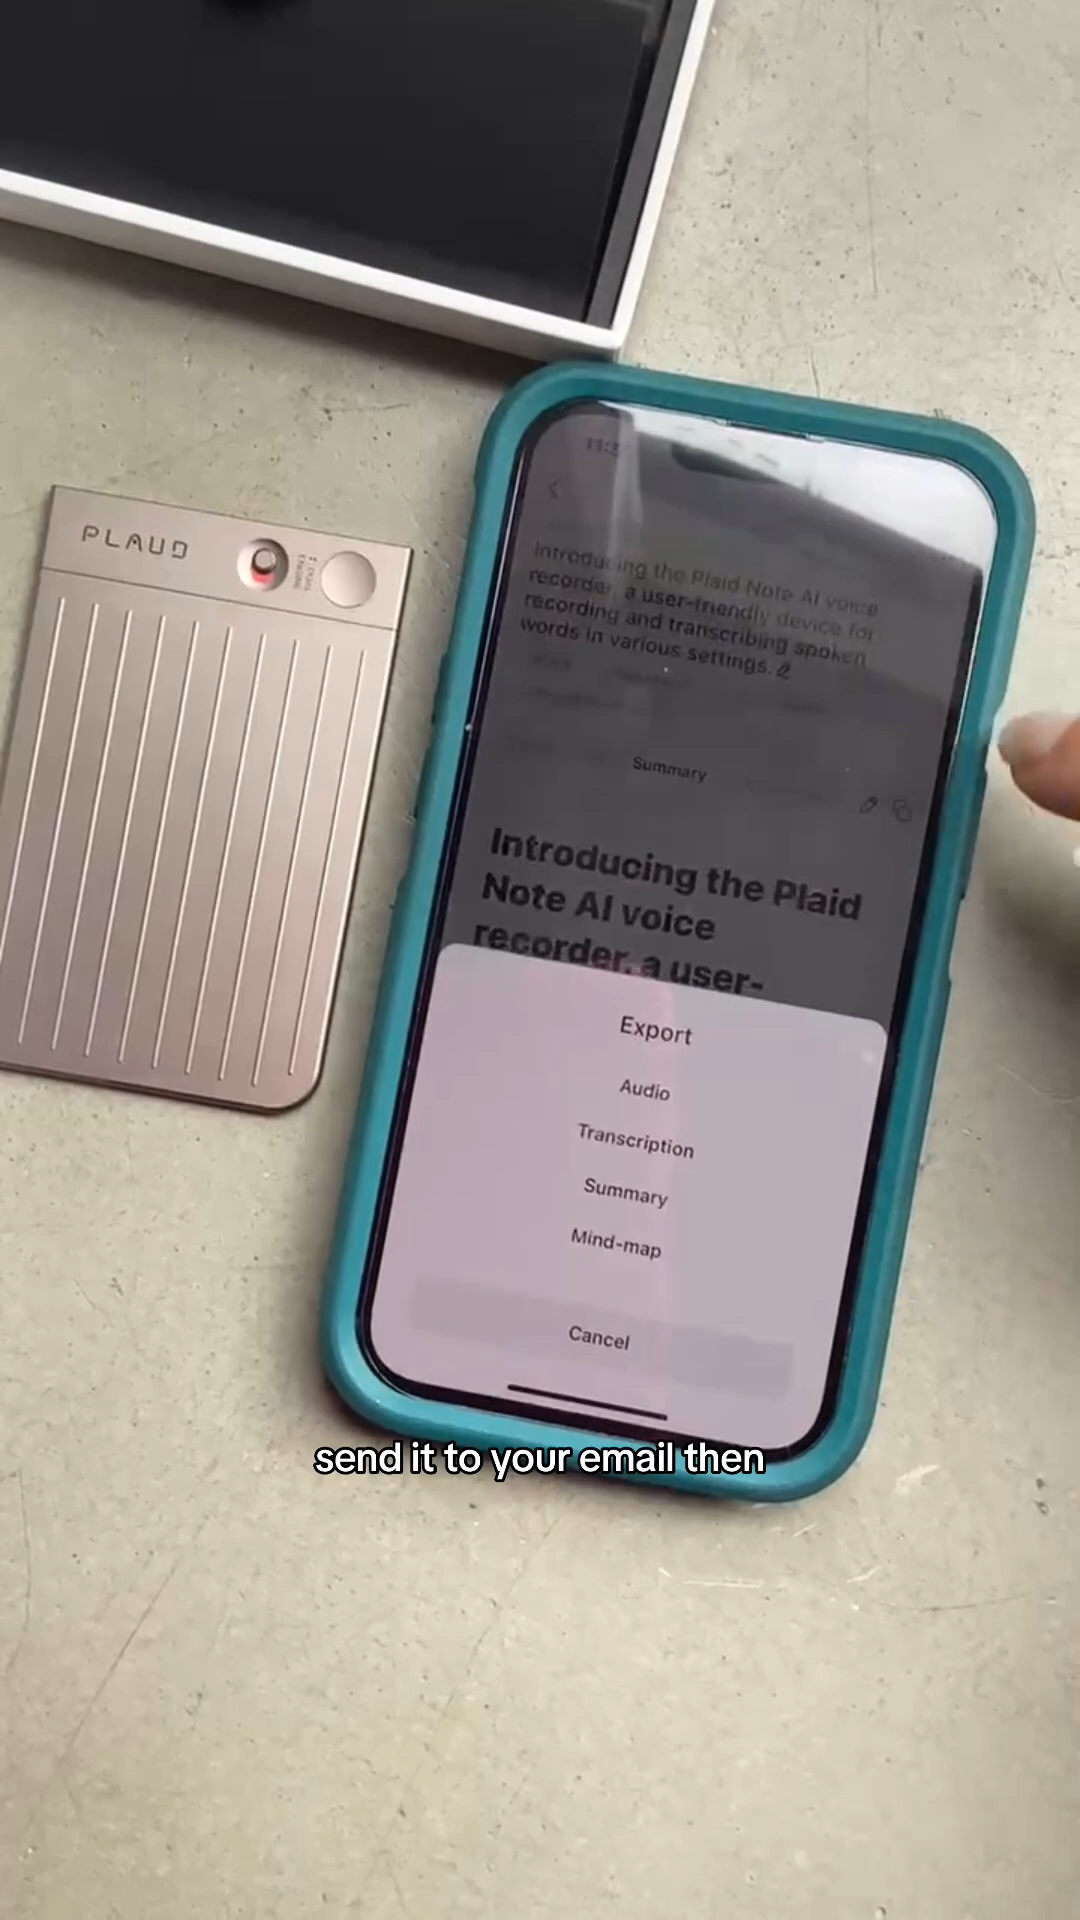 PLAUD
Introducing the Plaid Note AI voice
recorder, a user-friendly device for
recording and transcribing spoken
words in various settings.
Summary
Introducing the Plaid
Note AI voice
recorder, a user-
Export
Audio
Transcription
Summary
Mind-map
Cancel
send it to your email then